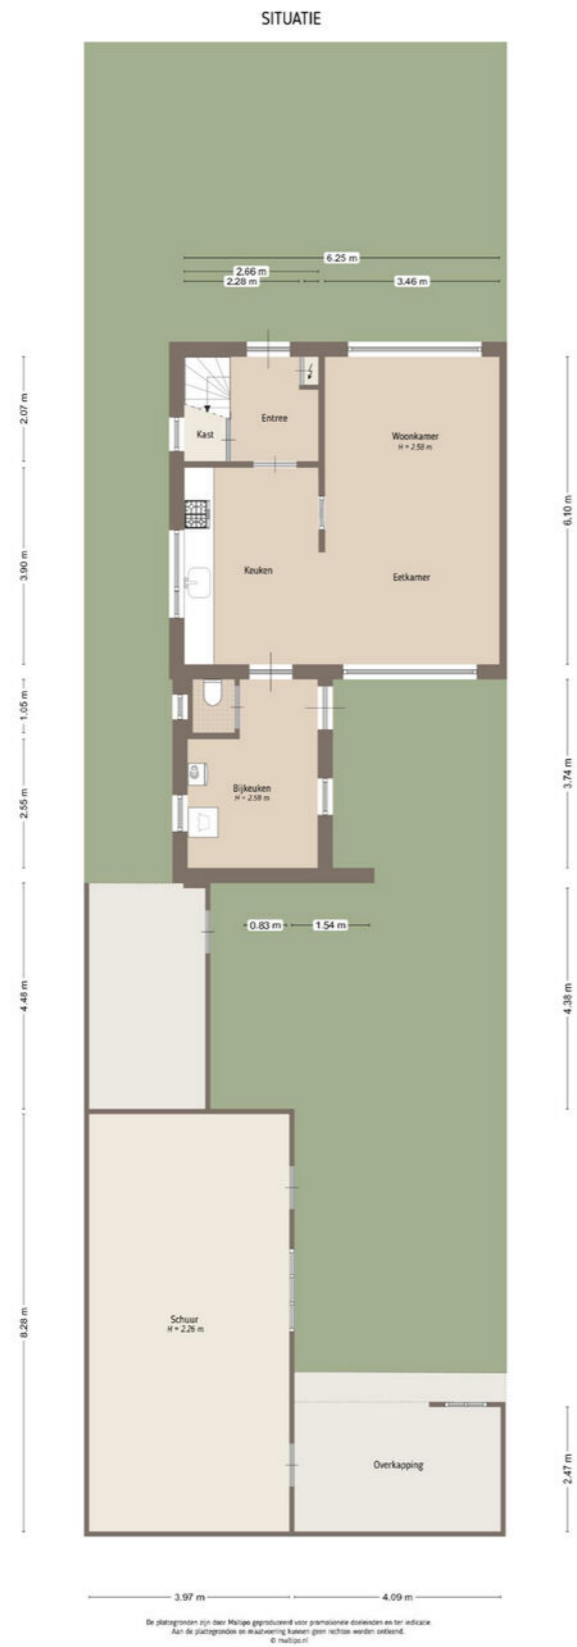 SITUATIE
6.25 m
2.66 m
2.28 m
3.46 m
2.07 m
Entree
Kast
Woonkamer
H = 2.58 m
6.10 m
3.90 m
Keuken
Eetkamer
1.05 m
3.74 m
2.55 m
Bijkeuken
H = 2.58 m
0.83 m
1.54 m
4.48 m
4.38 m
8.28 m
Schuur
H = 2.26 m
Overkapping
2.47 m
3.97 m
4.09 m
De plattegronden zijn door Maltipo geproduceerd voor promotionele doeleinden en ter indicatie.
Aan de plattegronden en maatvoering kunnen geen rechten worden ontleend.
© maltipo.nl